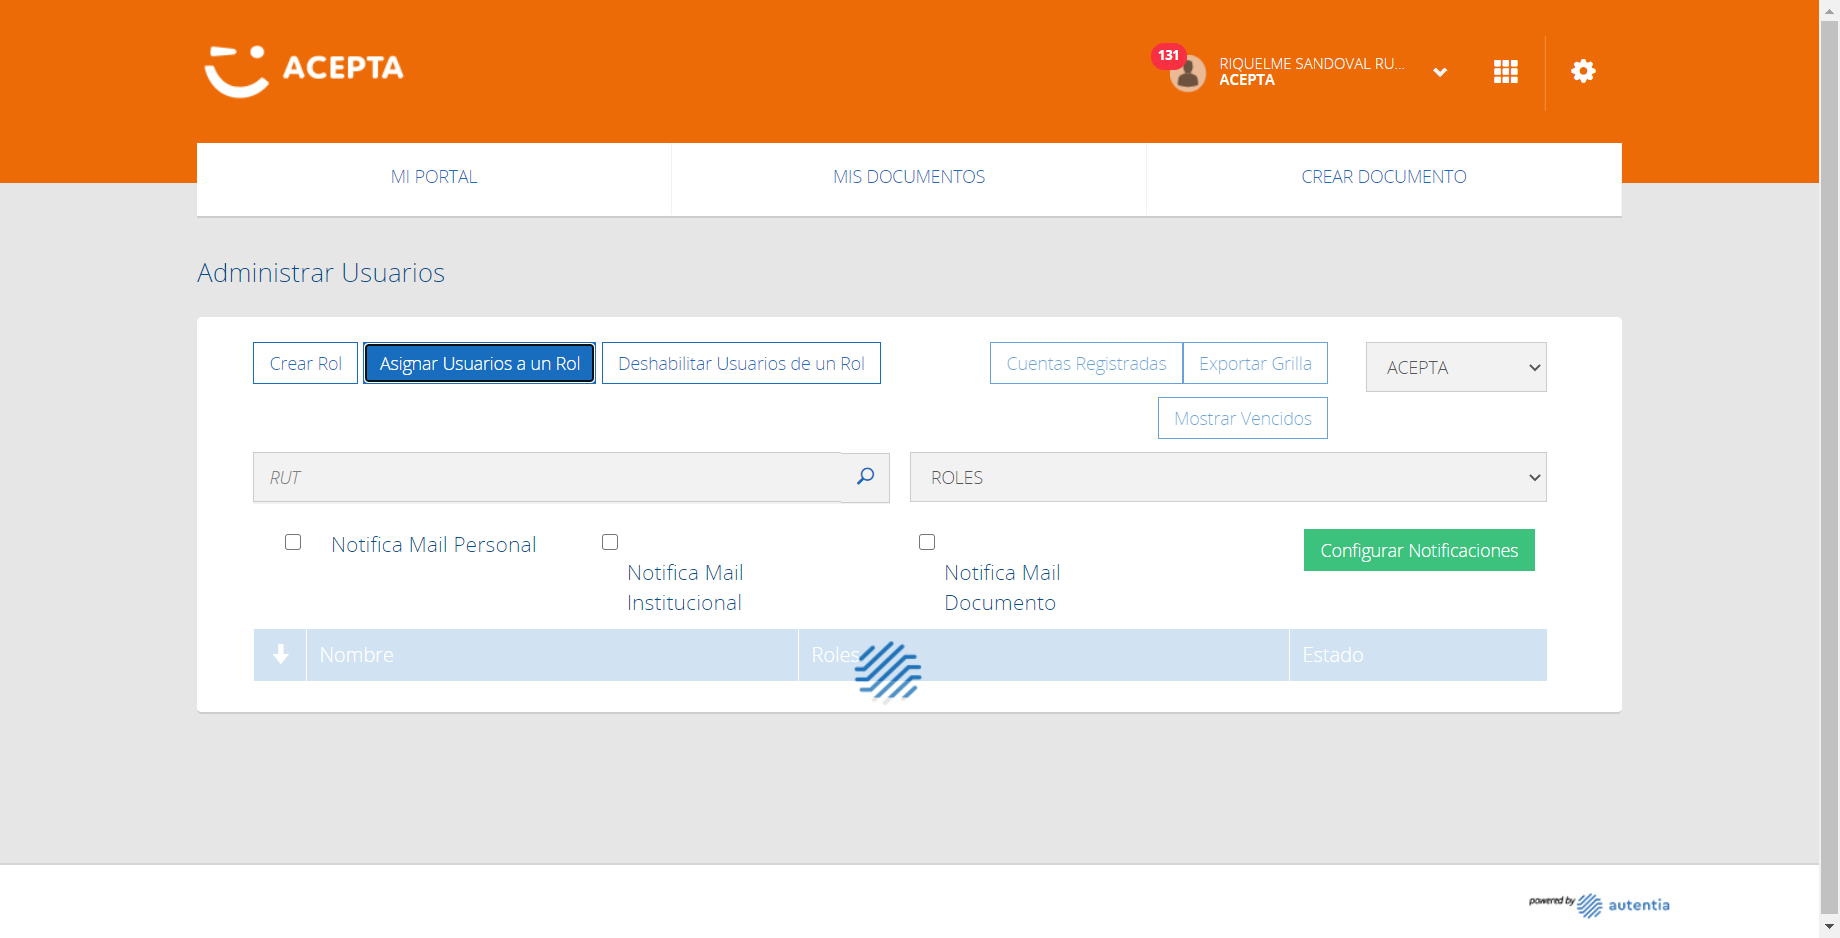 ACEPTA
131
RIQUELME SANDOVAL RU...
ACEPTA
MI PORTAL
MIS DOCUMENTOS
CREAR DOCUMENTO
Administrar Usuarios
Crear Rol
Asignar Usuarios a un Rol
Deshabilitar Usuarios de un Rol
Cuentas Registradas
Exportar Grilla
ACEPTA
Mostrar Vencidos
RUT
ROLES
Notifica Mail Personal
Notifica Mail
Institucional
Notifica Mail
Documento
Configurar Notificaciones
Nombre
Roles
Estado
powered by autentia